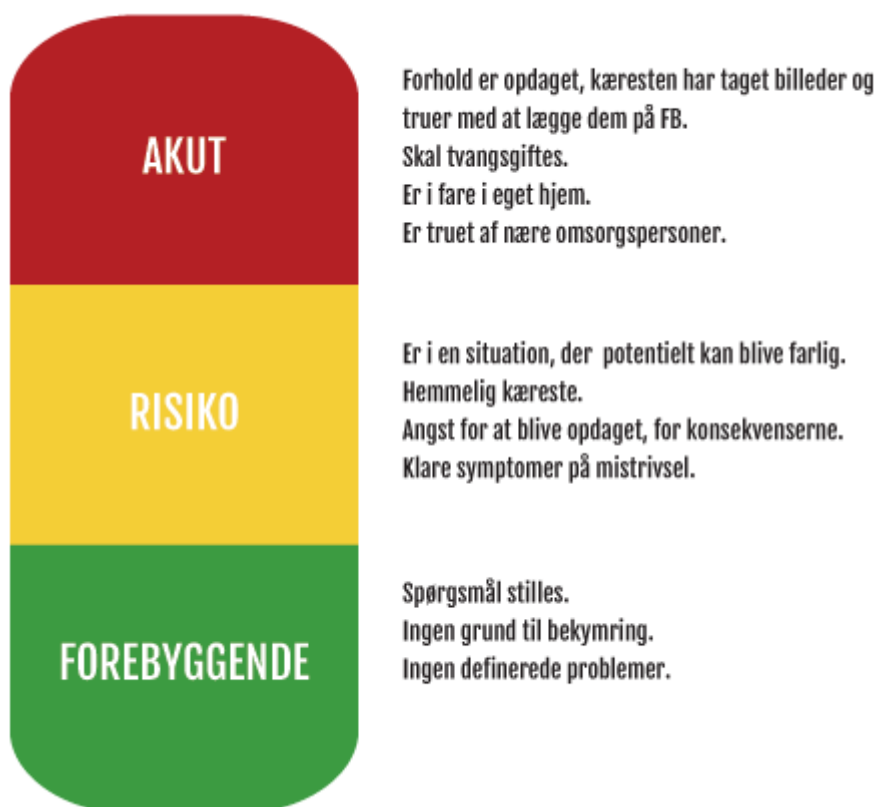 AKUT
Forhold er opdaget, kæresten har taget billeder og
truer med at lægge dem på FB.
Skal tvangsgiftes.
Er i fare i eget hjem.
Er truet af nære omsorgspersoner.
RISIKO
Er i en situation, der potentielt kan blive farlig.
Hemmelig kæreste.
Angst for at blive opdaget, for konsekvenserne.
Klare symptomer på mistrivsel.
FOREBYGGENDE
Spørgsmål stilles.
Ingen grund til bekymring.
Ingen definerede problemer.